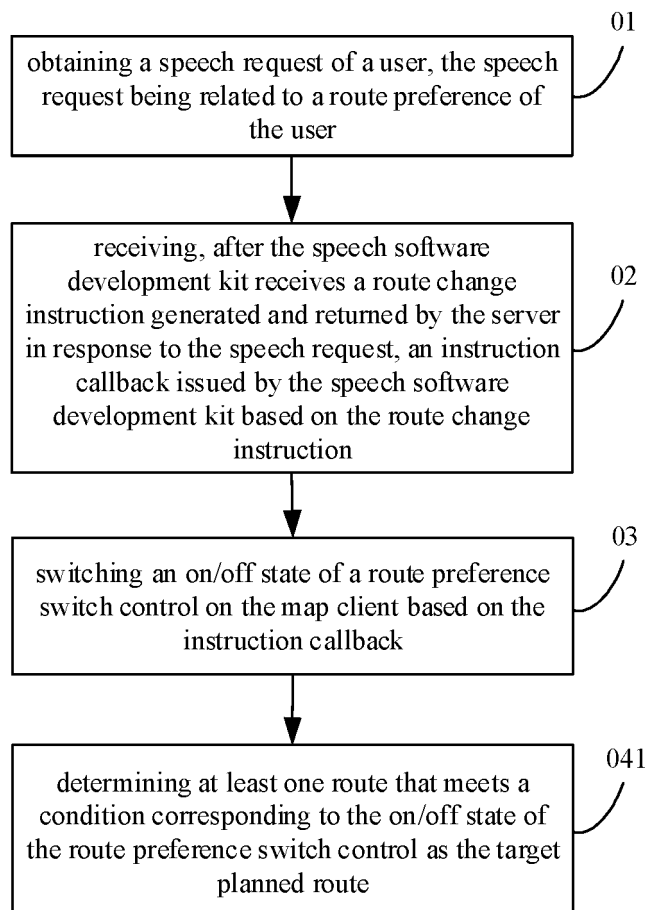 01
obtaining a speech request of a user, the speech
request being related to a route preference of
the user
02
receiving, after the speech software
development kit receives a route change
instruction generated and returned by the server
in response to the speech request, an instruction
callback issued by the speech software
development kit based on the route change
instruction
03
switching an on/off state of a route preference
switch control on the map client based on the
instruction callback
041
determining at least one route that meets a
condition corresponding to the on/off state of
the route preference switch control as the target
planned route